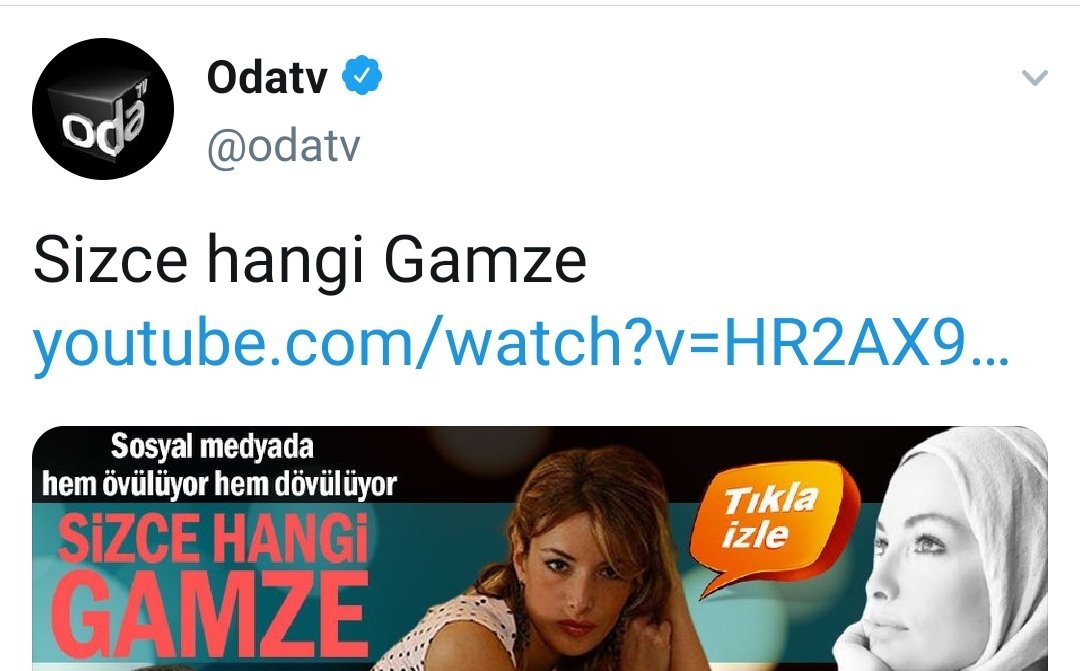 oda TV
Odatv
@odatv
Sizce hangi Gamze
youtube.com/watch?v=HR2AX9...
Sosyal medyada
hem övülüyor hem dövülüyor
SİZCE HANGİ
GAMZE
Tıkla
izle